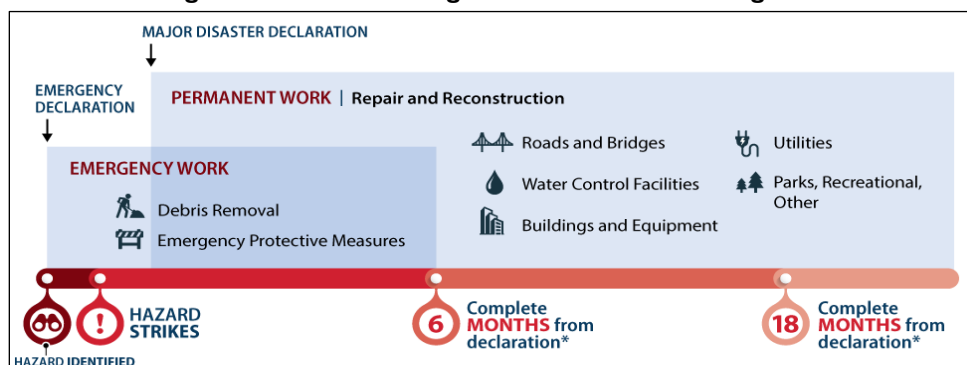 MAJOR DISASTER DECLARATION
EMERGENCY
DECLARATION
PERMANENT WORK | Repair and Reconstruction
EMERGENCY WORK
Debris Removal
Emergency Protective Measures
Roads and Bridges
Water Control Facilities
Buildings and Equipment
Utilities
Parks, Recreational,
Other
HAZARD
STRIKES
6
Complete
MONTHS from
declaration*
18
Complete
MONTHS from
declaration*
HAZARD IDENTIFIED